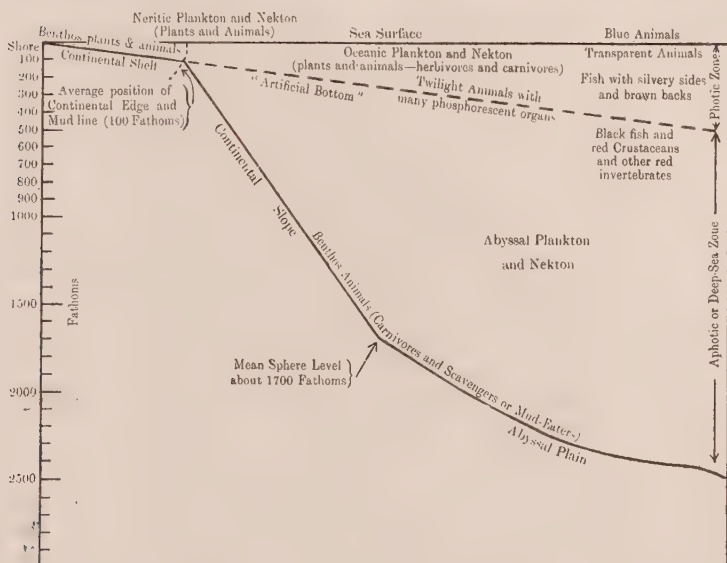 Neritic Plankton and Nekton
(Plants and Animals)
Sea Surface
Blue Animals
Benthos plants & animals
Continental Shelf
Oceanic Plankton and Nekton
(plants and animals—herbivores and carnivores)
Transparent Animals
Fish with silvery sides
and brown backs
"Artificial Bottom"
Twilight Animals with
many phosphorescent organs
Average position of
Continental Edge and
Mud line (100 Fathoms)
Black fish and
red Crustaceans
and other red
invertebrates
Photic Zone
Continental Slope
Abyssal Plankton
and Nekton
Aphotic or Deep-Sea Zone
Benthos Animals (Carnivores and Scavengers or Mud-Eaters)
Mean Sphere Level
about 1700 Fathoms
Abyssal Plain
Fathoms
Shore
100
200
300
400
500
600
700
800
900
1000
1500
2000
2500